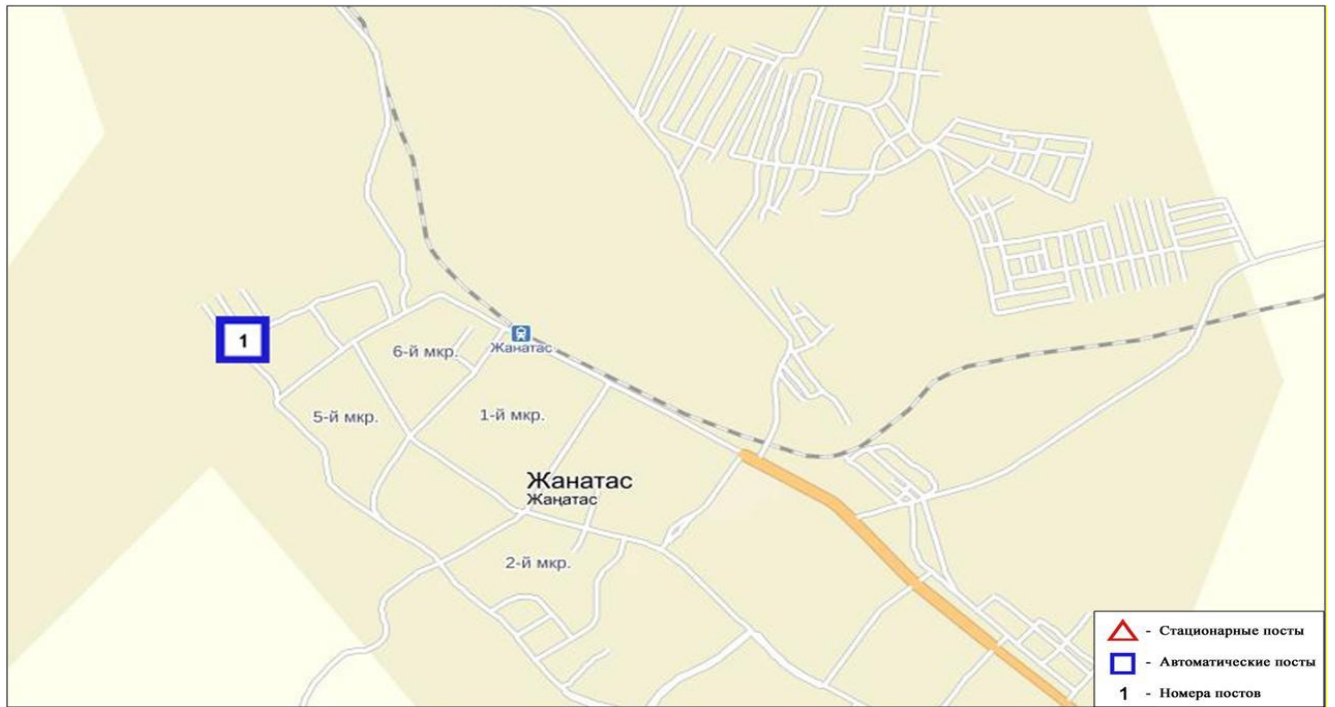 1
6-й мкр.
Жанатас
5-й мкр.
1-й мкр.
Жанатас
Жаңатас
2-й мкр.
- Стационарные посты
- Автоматические посты
1 - Номера постов